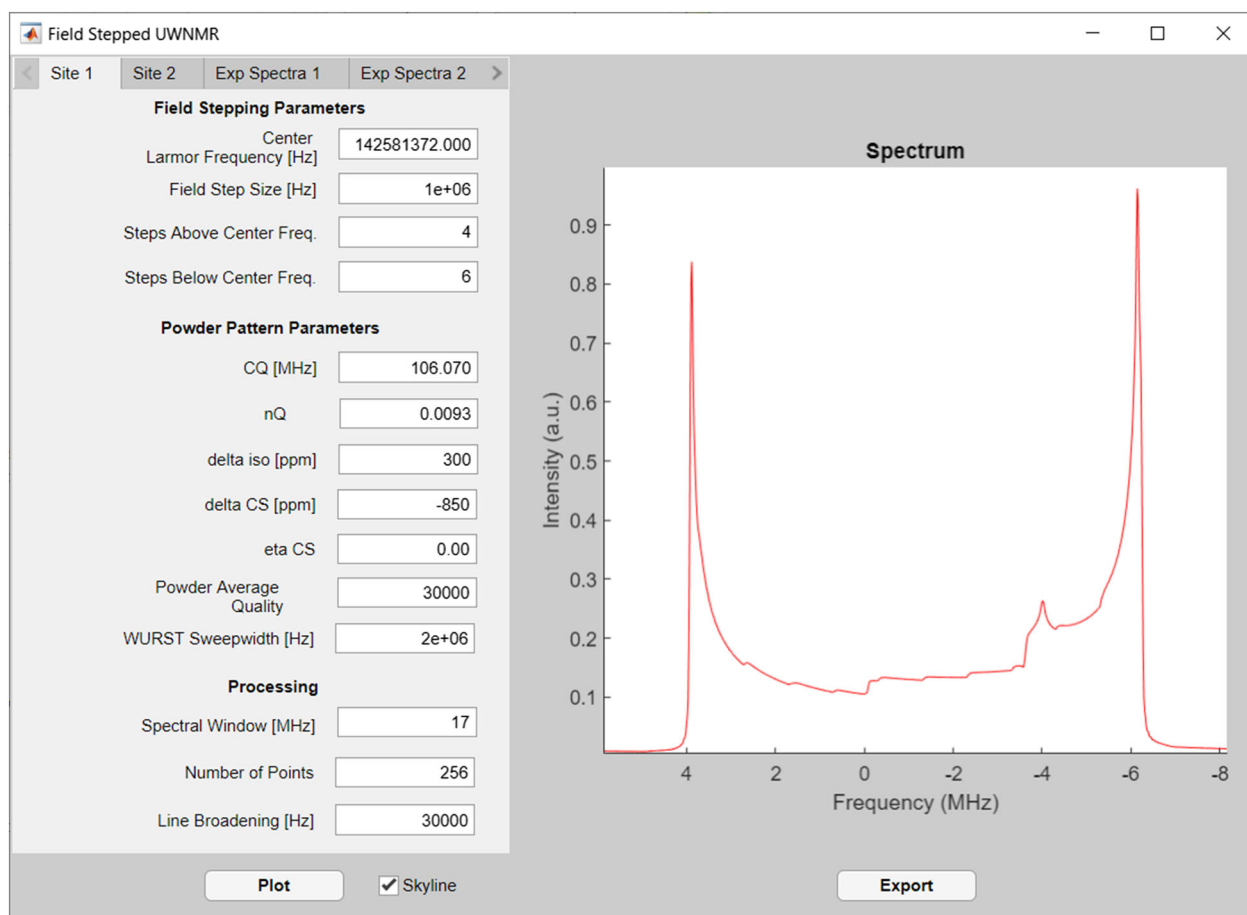 Field Stepped UWNMR
Site 1 Site 2 Exp Spectra 1 Exp Spectra 2
Field Stepping Parameters
Center
Larmor Frequency [Hz] 142581372.000
Field Step Size [Hz] 1e+06
Steps Above Center Freq. 4
Steps Below Center Freq. 6
Powder Pattern Parameters
CQ [MHz] 106.070
nQ 0.0093
delta iso [ppm] 300
delta CS [ppm] -850
eta CS 0.00
Powder Average
Quality 30000
WURST Sweepwidth [Hz] 2e+06
Processing
Spectral Window [MHz] 17
Number of Points 256
Line Broadening [Hz] 30000
Plot Skyline
Spectrum
Intensity (a.u.)
0.9
0.8
0.7
0.6
0.5
0.4
0.3
0.2
0.1
4 2 0 -2 -4 -6 -8
Frequency (MHz)
Export